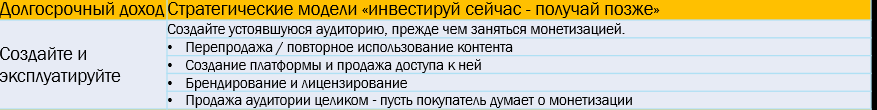 Долгосрочный доход Стратегические модели «инвестируй сейчас - получай позже»
Создайте и эксплуатируйте
Создайте устоявшуюся аудиторию, прежде чем заняться монетизацией.
• Перепродажа / повторное использование контента
• Создание платформы и продажа доступа к ней
• Брендирование и лицензирование
• Продажа аудитории целиком - пусть покупатель думает о монетизации